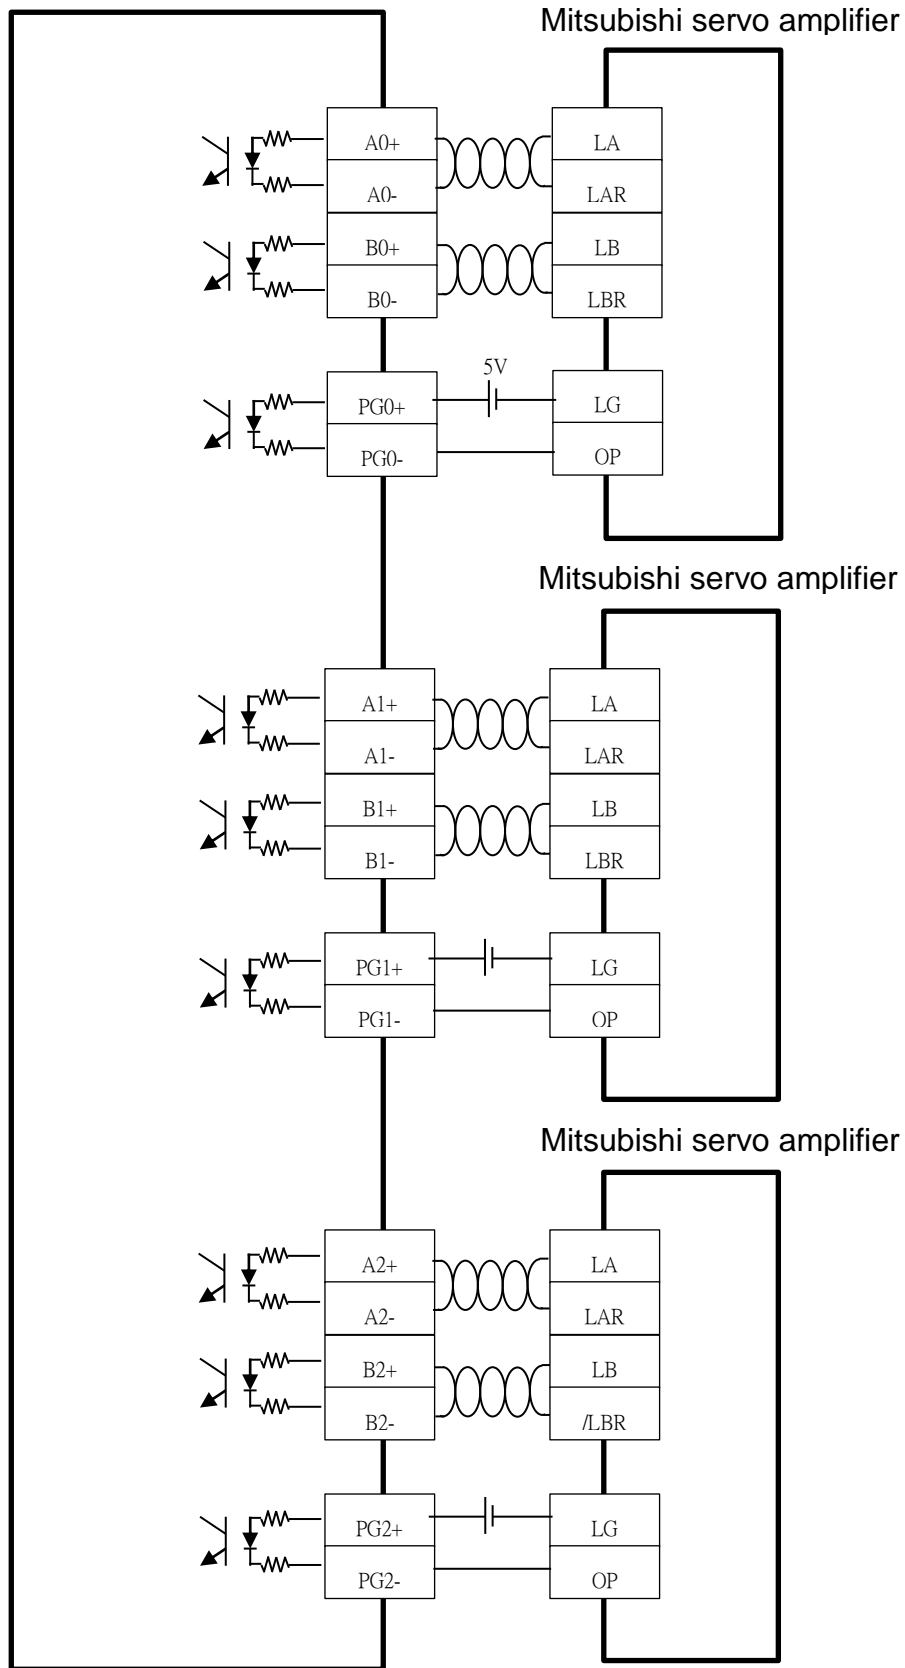 Mitsubishi servo amplifier
A0+ LA
A0- LAR
B0+ LB
B0- LBR
5V
PG0+ LG
PG0- OP
Mitsubishi servo amplifier
A1+ LA
A1- LAR
B1+ LB
B1- LBR
PG1+ LG
PG1- OP
Mitsubishi servo amplifier
A2+ LA
A2- LAR
B2+ LB
B2- /LBR
PG2+ LG
PG2- OP